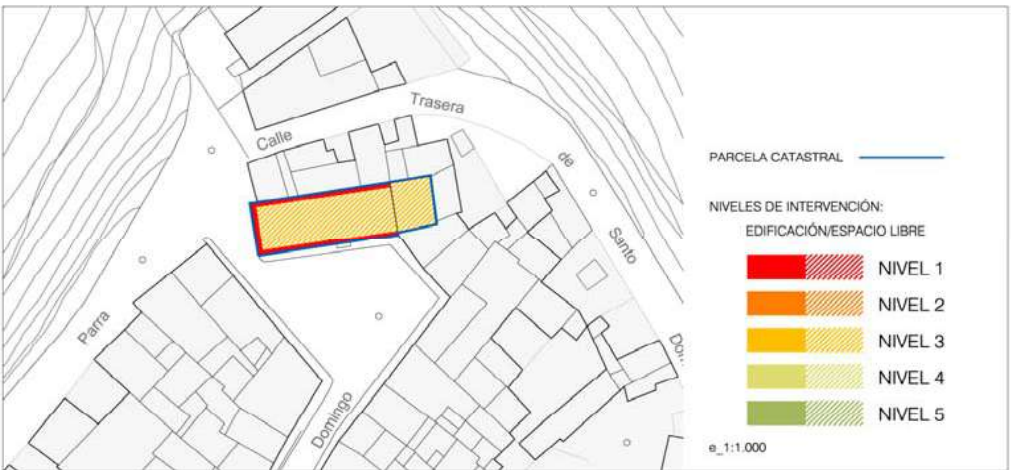 Calle
Trasera
de
Santo
Dom
Parra
Domingo
PARCELA CATASTRAL
NIVELES DE INTERVENCIÓN:
EDIFICACIÓN/ESPACIO LIBRE
NIVEL 1
NIVEL 2
NIVEL 3
NIVEL 4
NIVEL 5
e_1:1.000